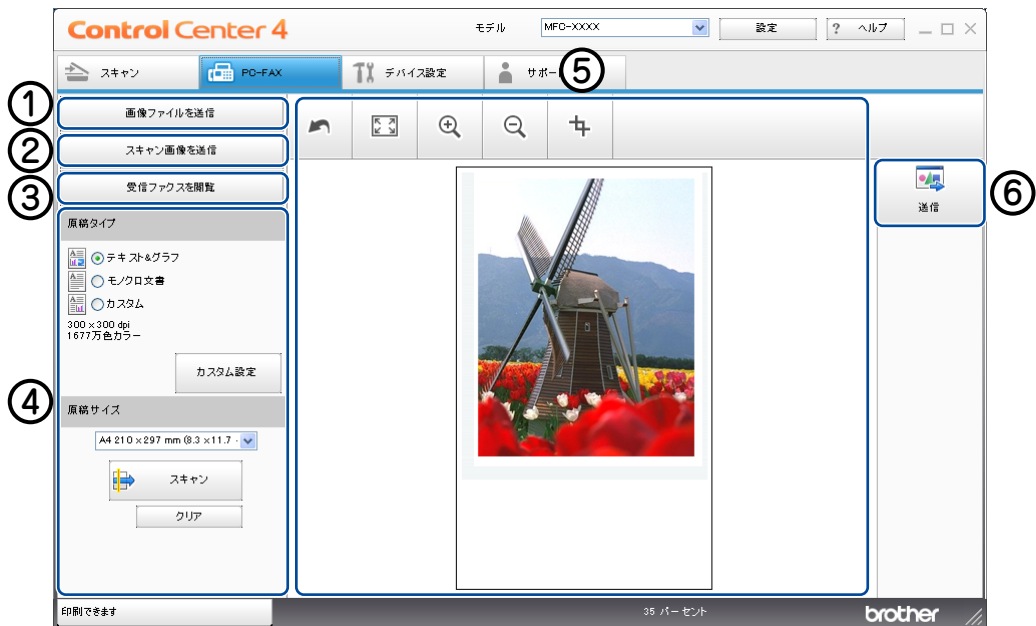 Control Center 4
モデル
MFC-XXXX
設定
? ヘルプ
スキャン
PC-FAX
デバイス設定
サポー
⑤
①
画像ファイルを送信
②
スキャン画像を送信
③
受信ファクスを閲覧
⑥
送信
原稿タイプ
テキスト&グラフ
モノクロ文書
カスタム
300 x 300 dpi
1677万色カラー
カスタム設定
④
原稿サイズ
A4 210 x 297 mm (8.3 x 11.7
スキャン
クリア
印刷できます
35 パーセント
brother